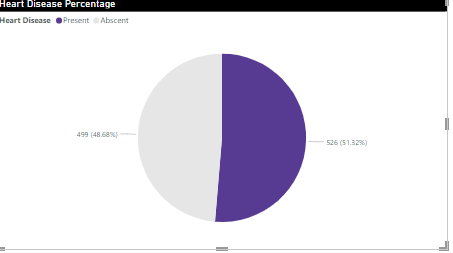 Heart Disease Percentage
Heart Disease Present Abscent
499 (48.68%)
526 (51.32%)